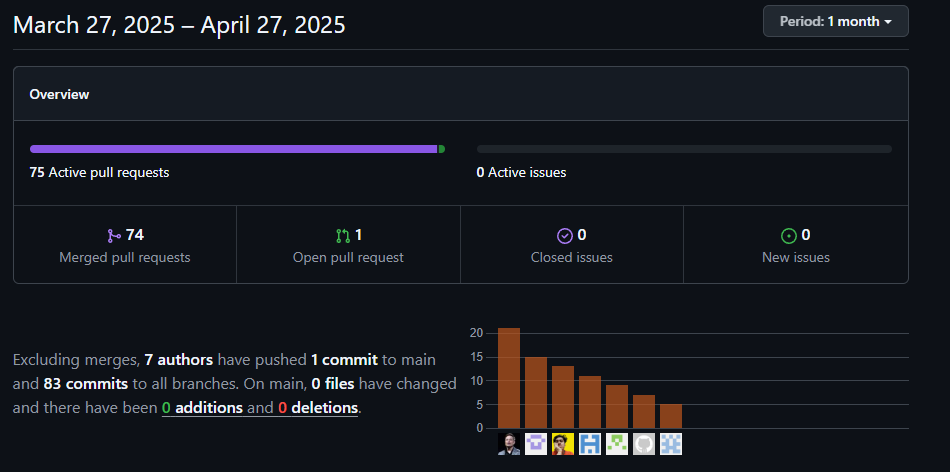 March 27, 2025 – April 27, 2025
Period: 1 month
Overview
75 Active pull requests
0 Active issues
74
Merged pull requests
1
Open pull request
0
Closed issues
0
New issues
Excluding merges, 7 authors have pushed 1 commit to main
and 83 commits to all branches. On main, 0 files have changed
and there have been 0 additions and 0 deletions.
20
15
10
5
0